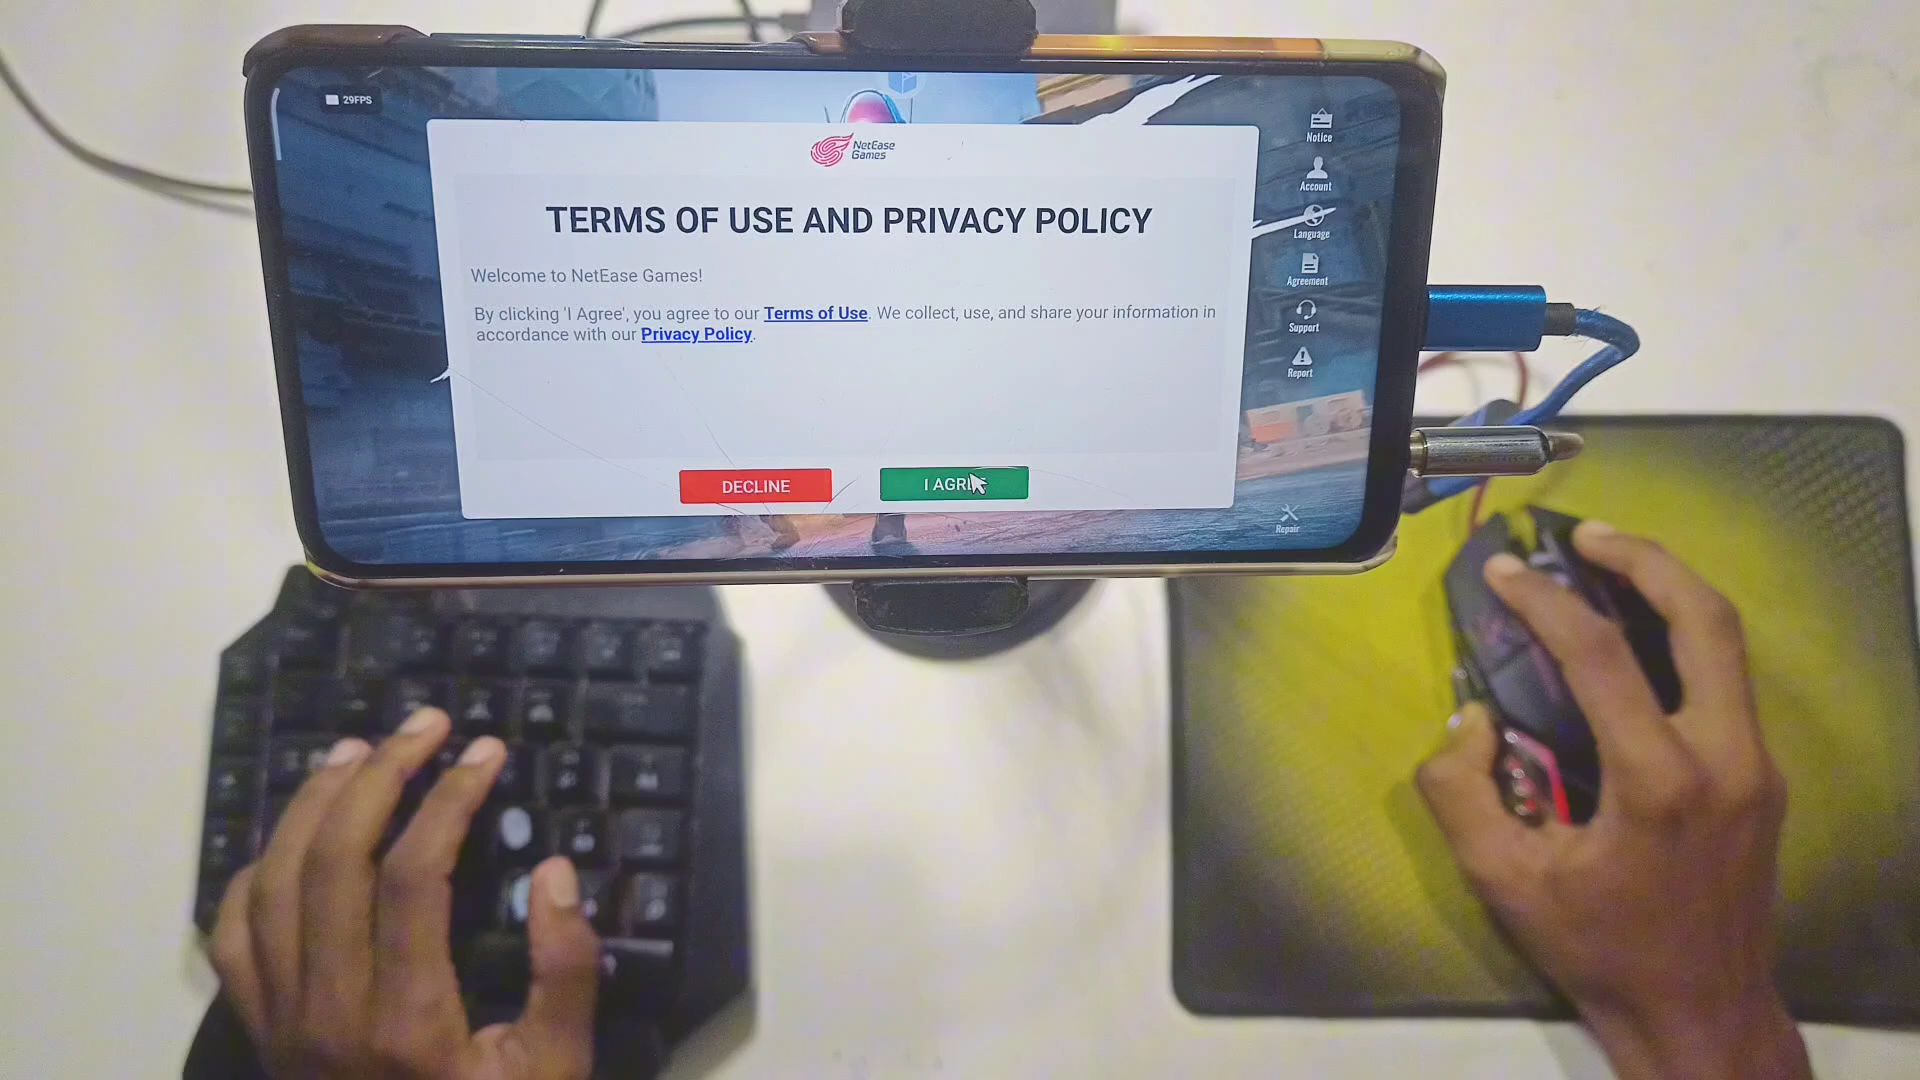 29FPS
NetEase
Games
TERMS OF USE AND PRIVACY POLICY
Welcome to NetEase Games!
By clicking 'I Agree', you agree to our Terms of Use. We collect, use, and share your information in
accordance with our Privacy Policy.
DECLINE
I AGRE
Notice
Account
Language
Agreement
Support
Report
Repair